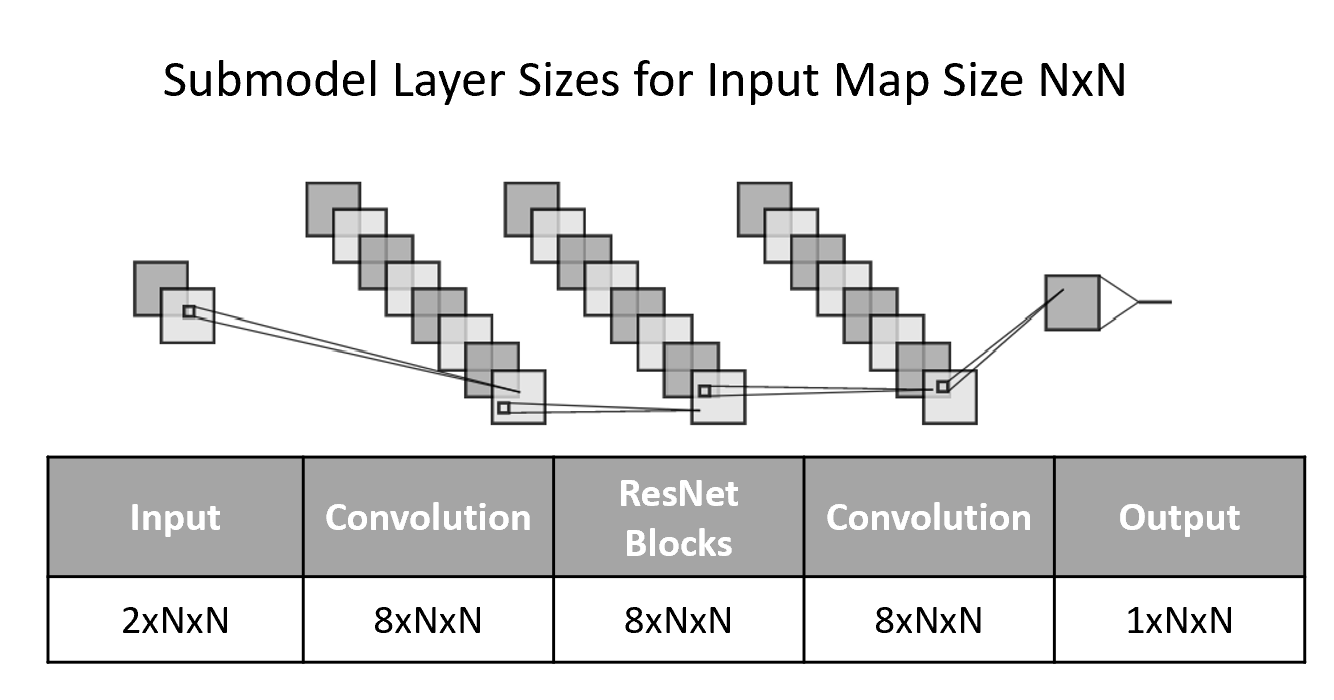 Submodel Layer Sizes for Input Map Size NxN
Input
Convolution
ResNet
Blocks
Convolution
Output
2xNxN
8xNxN
8xNxN
8xNxN
1xNxN